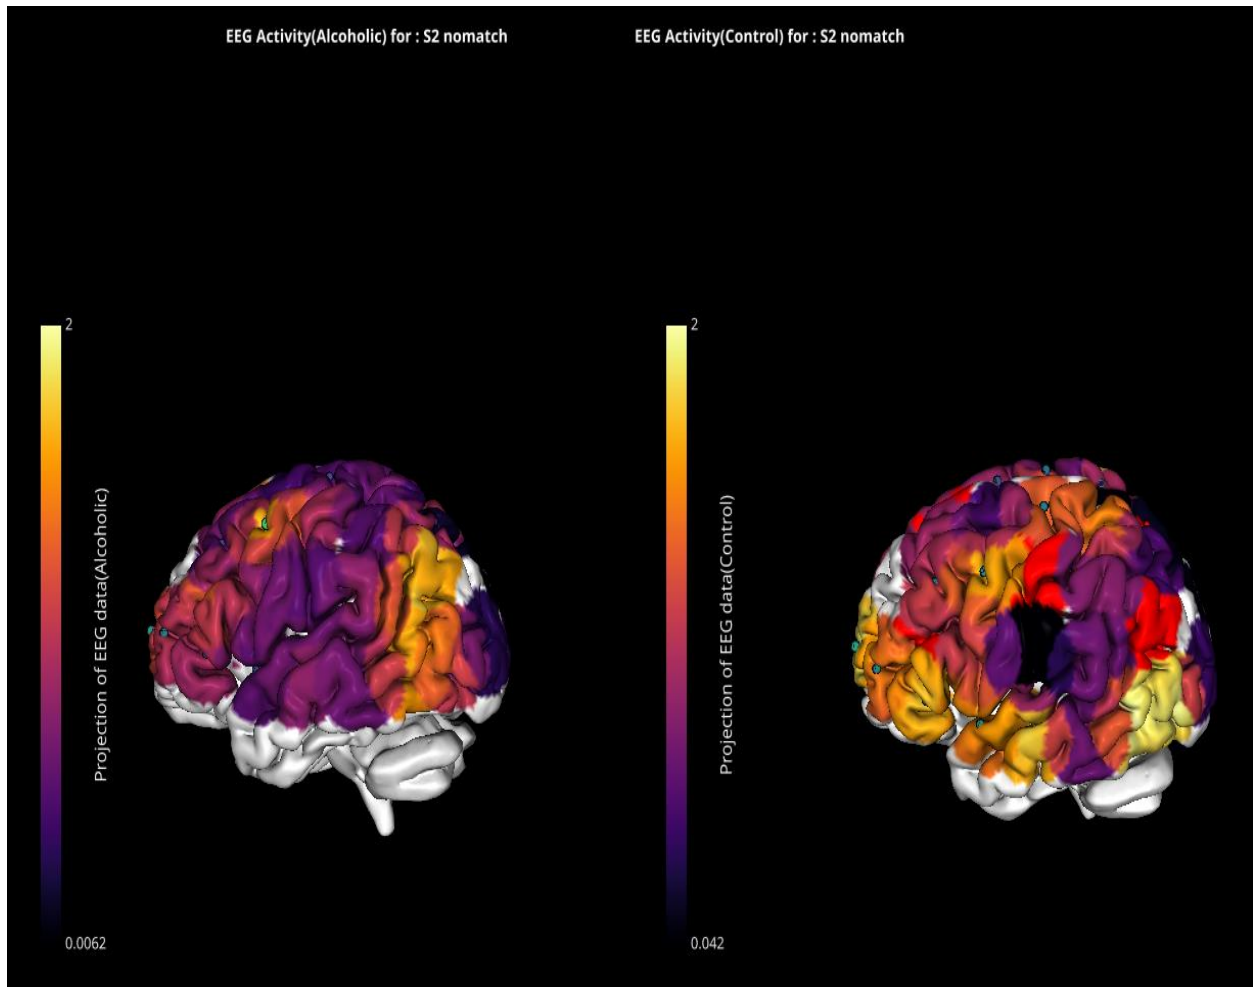 EEG Activity(Alcoholic) for : S2 nomatch
EEG Activity(Control) for : S2 nomatch
2
Projection of EEG data(Alcoholic)
0.0062
2
Projection of EEG data(Control)
0.042